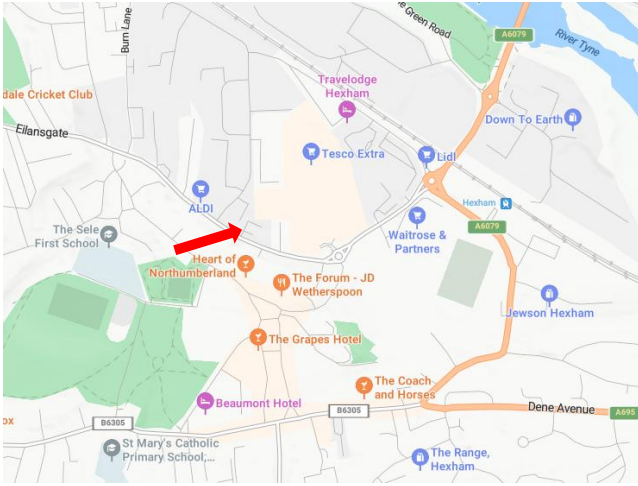 he Green Road
A6079
River Tyne
Burn Lane
Travelodge
Hexham
dale Cricket Club
Down To Earth
Eilansgate
Tesco Extra
Lidl
ALDI
Hexham
The Sele
First School
Waitrose &
Partners
A6079
Heart of
Northumberland
The Forum - JD
Wetherspoon
Jewson Hexham
The Grapes Hotel
The Coach
and Horses
Beaumont Hotel
B6305
Dene Avenue
A695
ox
B6305
St Mary's Catholic
Primary School,...
The Range,
Hexham